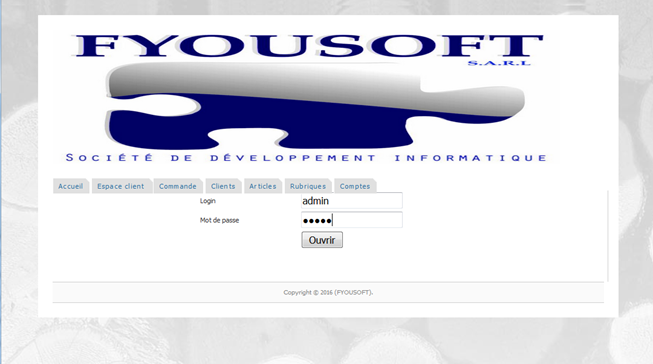 FYOUSOFT
S.A.R.L
SOCIÉTÉ DE DÉVELOPPEMENT INFORMATIQUE
Accueil Espace client Commande Clients Articles Rubriques Comptes
Login admin
Mot de passe ●●●●●
Ouvrir
Copyright © 2016 (FYOUSOFT).